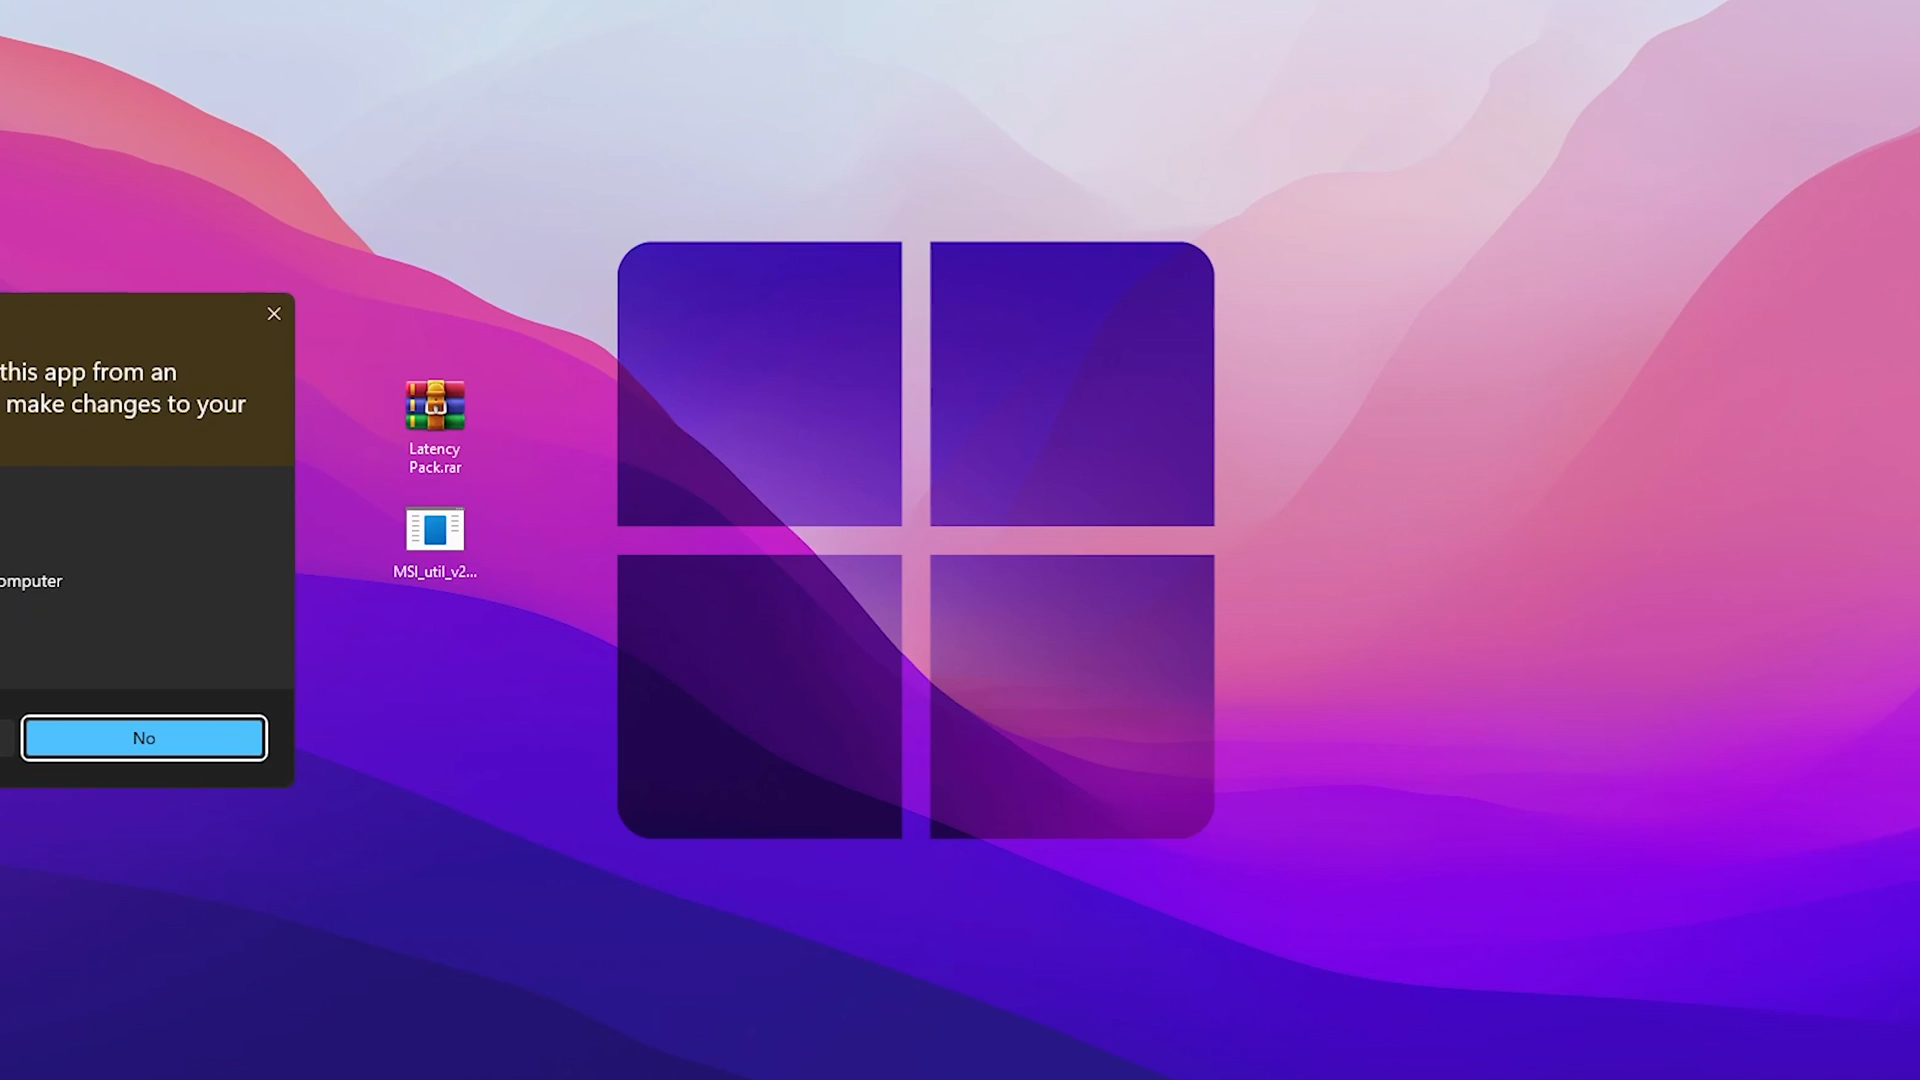 this app from an
make changes to your
omputer
No
Latency
Pack.rar
MSI_util_v2...